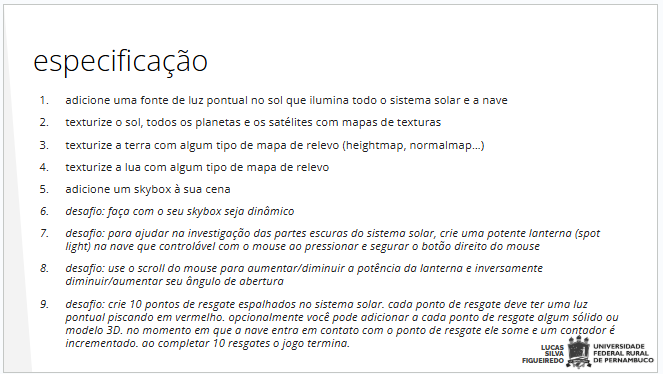 especificação
1. adicione uma fonte de luz pontual no sol que ilumina todo o sistema solar e a nave
2. texturize o sol, todos os planetas e os satélites com mapas de texturas
3. texturize a terra com algum tipo de mapa de relevo (heightmap, normalmap...)
4. texturize a lua com algum tipo de mapa de relevo
5. adicione um skybox à sua cena
6. desafio: faça com o seu skybox seja dinâmico
7. desafio: para ajudar na investigação das partes escuras do sistema solar, crie uma potente lanterna (spot
light) na nave que controlável com o mouse ao pressionar e segurar o botão direito do mouse
8. desafio: use o scroll do mouse para aumentar/diminuir a potência da lanterna e inversamente
diminuir/aumentar seu ângulo de abertura
9. desafio: crie 10 pontos de resgate espalhados no sistema solar. cada ponto de resgate deve ter uma luz
pontual piscando em vermelho. opcionalmente você pode adicionar a cada ponto de resgate algum sólido ou
modelo 3D. no momento em que a nave entra em contato com o ponto de resgate ele some e um contador é
incrementado. ao completar 10 resgates o jogo termina.
LUCAS
SILVA
FIGUEIREDO
UNIVERSIDADE
FEDERAL RURAL
DE PERNAMBUCO